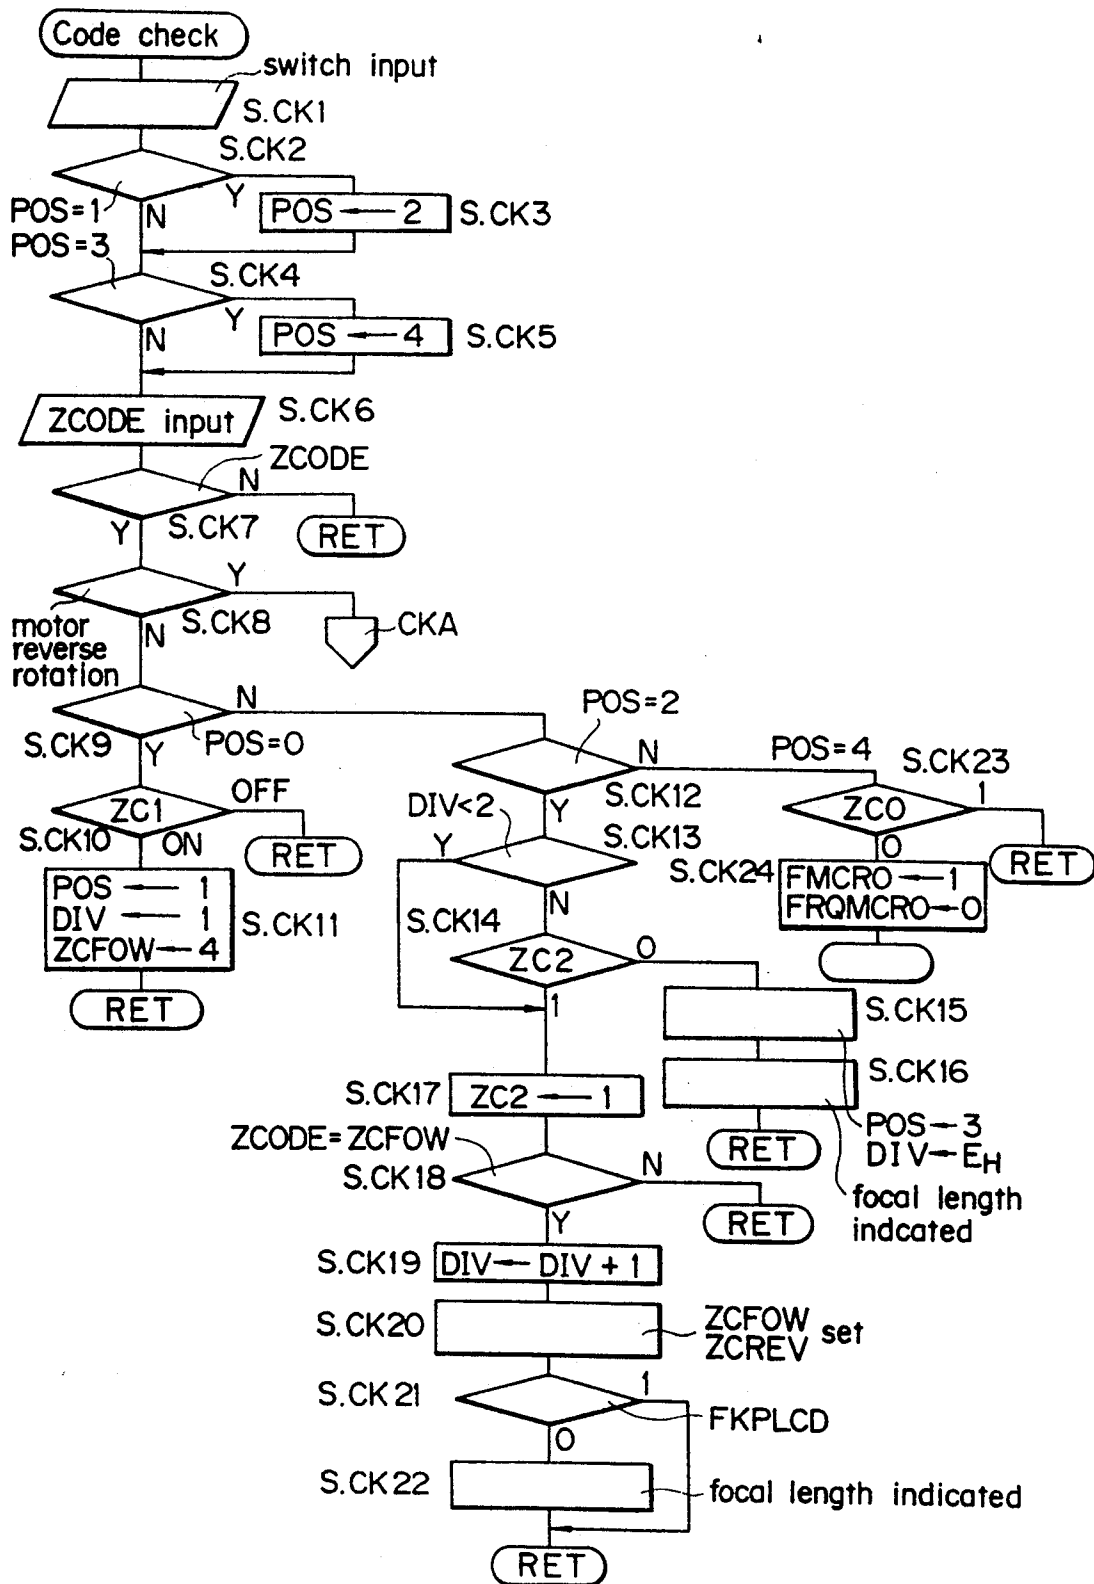 Code check
switch input
S.CK1
S.CK2
POS=1
Y
N
POS ← 2
S.CK3
POS=3
S.CK4
Y
N
POS ← 4
S.CK5
ZCODE input
S.CK6
ZCODE
N
Y
S.CK7
RET
Y
S.CK8
N
motor
reverse
rotation
CKA
N
S.CK9
Y
POS=0
POS=2
N
S.CK12
Y
POS=4
S.CK23
ZC0
1
0
RET
ZC1
OFF
S.CK10
ON
RET
DIV<2
S.CK13
Y
N
S.CK24
FMCRO ← 1
FRQMCRO ← 0
POS ← 1
DIV ← 1
ZCFOW ← 4
S.CK11
RET
S.CK14
ZC2
0
1
S.CK15
S.CK16
POS ← 3
DIV ← EH
focal length
indcated
RET
S.CK17
ZC2 ← 1
ZCODE=ZCFOW
S.CK18
N
Y
RET
S.CK19
DIV ← DIV + 1
S.CK20
ZCFOW
ZCREV set
S.CK21
1
FKPLCD
0
S.CK22
focal length indicated
RET